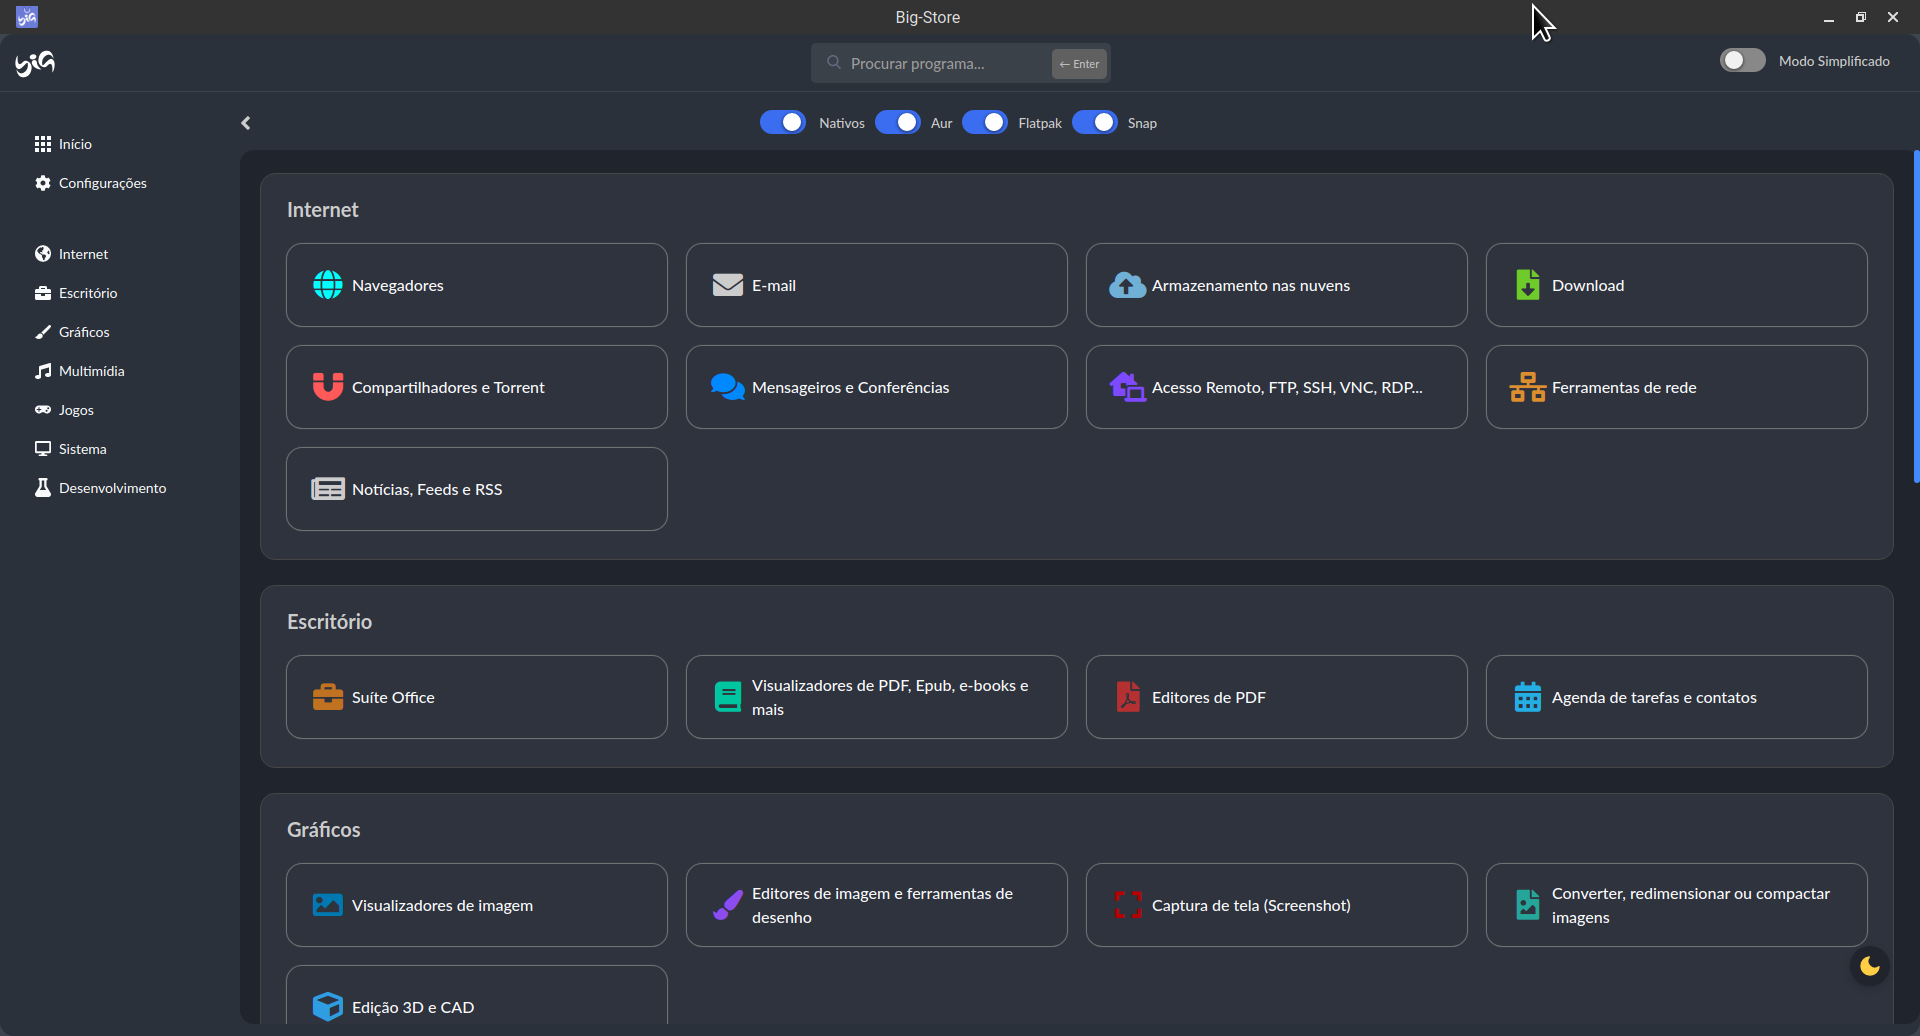 Big-Store
big
Procurar programa...
← Enter
Modo Simplificado
Nativos
Aur
Flatpak
Snap
Início
Configurações
Internet
Escritório
Gráficos
Multimídia
Jogos
Sistema
Desenvolvimento
Internet
Navegadores
E-mail
Armazenamento nas nuvens
Download
Compartilhadores e Torrent
Mensageiros e Conferências
Acesso Remoto, FTP, SSH, VNC, RDP...
Ferramentas de rede
Notícias, Feeds e RSS
Escritório
Suíte Office
Visualizadores de PDF, Epub, e-books e
mais
Editores de PDF
Agenda de tarefas e contatos
Gráficos
Visualizadores de imagem
Editores de imagem e ferramentas de
desenho
Captura de tela (Screenshot)
Converter, redimensionar ou compactar
imagens
Edição 3D e CAD